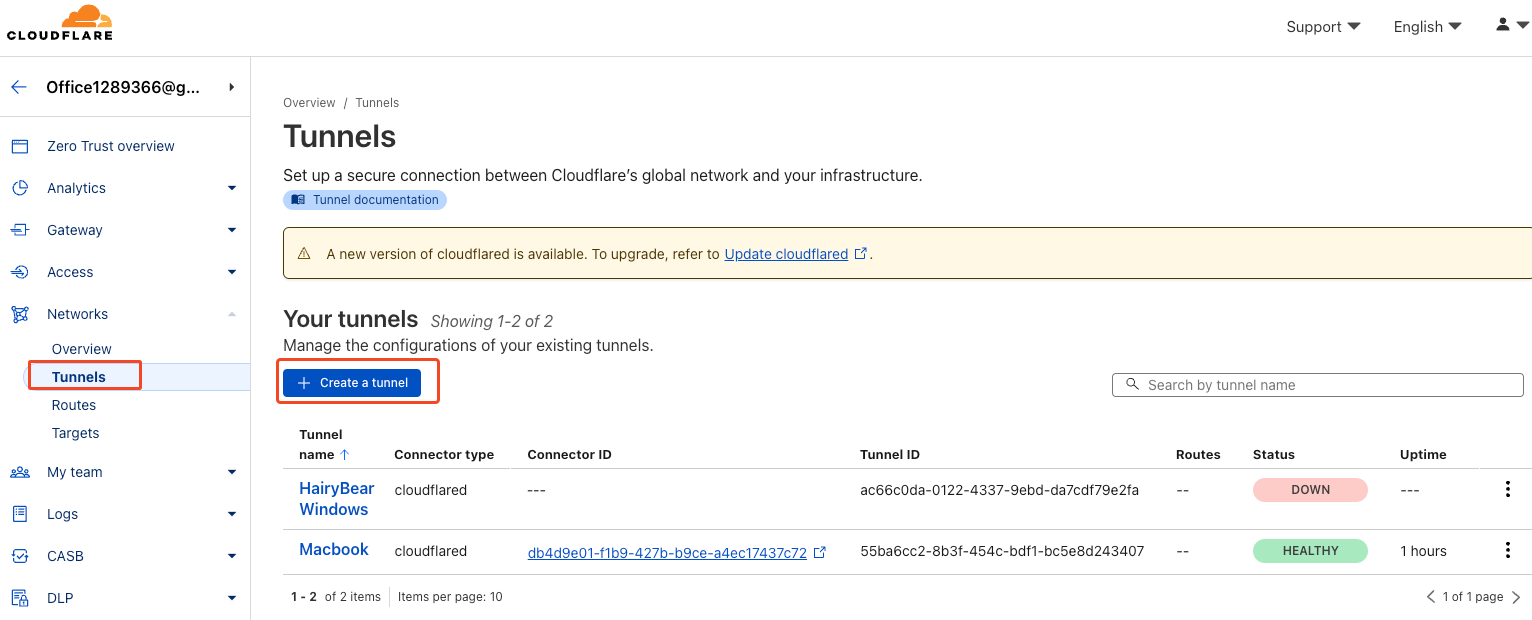 CLOUDFLARE
Support
English
Office1289366@g...
Zero Trust overview
Analytics
Gateway
Access
Networks
Overview
Tunnels
Routes
Targets
My team
Logs
CASB
DLP
Overview / Tunnels
Tunnels
Set up a secure connection between Cloudflare’s global network and your infrastructure.
Tunnel documentation
A new version of cloudflared is available. To upgrade, refer to Update cloudflared .
Your tunnels Showing 1-2 of 2
Manage the configurations of your existing tunnels.
+ Create a tunnel
Search by tunnel name
Tunnel
name ↑ Connector type Connector ID Tunnel ID Routes Status Uptime
HairyBear cloudflared --- ac66c0da-0122-4337-9ebd-da7cdf79e2fa -- DOWN ---
Windows
Macbook cloudflared db4d9e01-f1b9-427b-b9ce-a4ec17437c72 55ba6cc2-8b3f-454c-bdf1-bc5e8d243407 -- HEALTHY 1 hours
1 - 2 of 2 items Items per page: 10
1 of 1 page